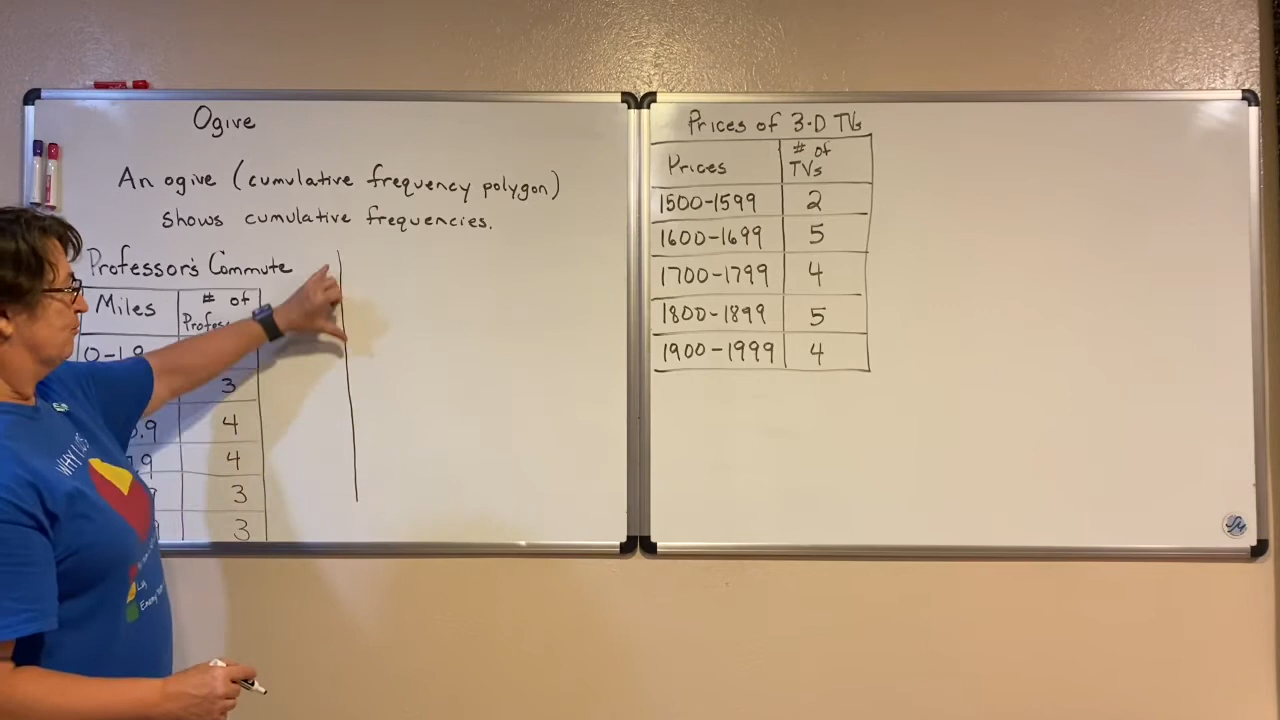 Ogive
An ogive (cumulative frequency polygon)
shows cumulative frequencies.
Professor's Commute
Miles # of
0-1.9
3
.9 4
.9 4
3
3
Prices of 3-D TVs
Prices # of TVs
1500-1599 2
1600-1699 5
1700-1799 4
1800-1899 5
1900-1999 4
WHY I